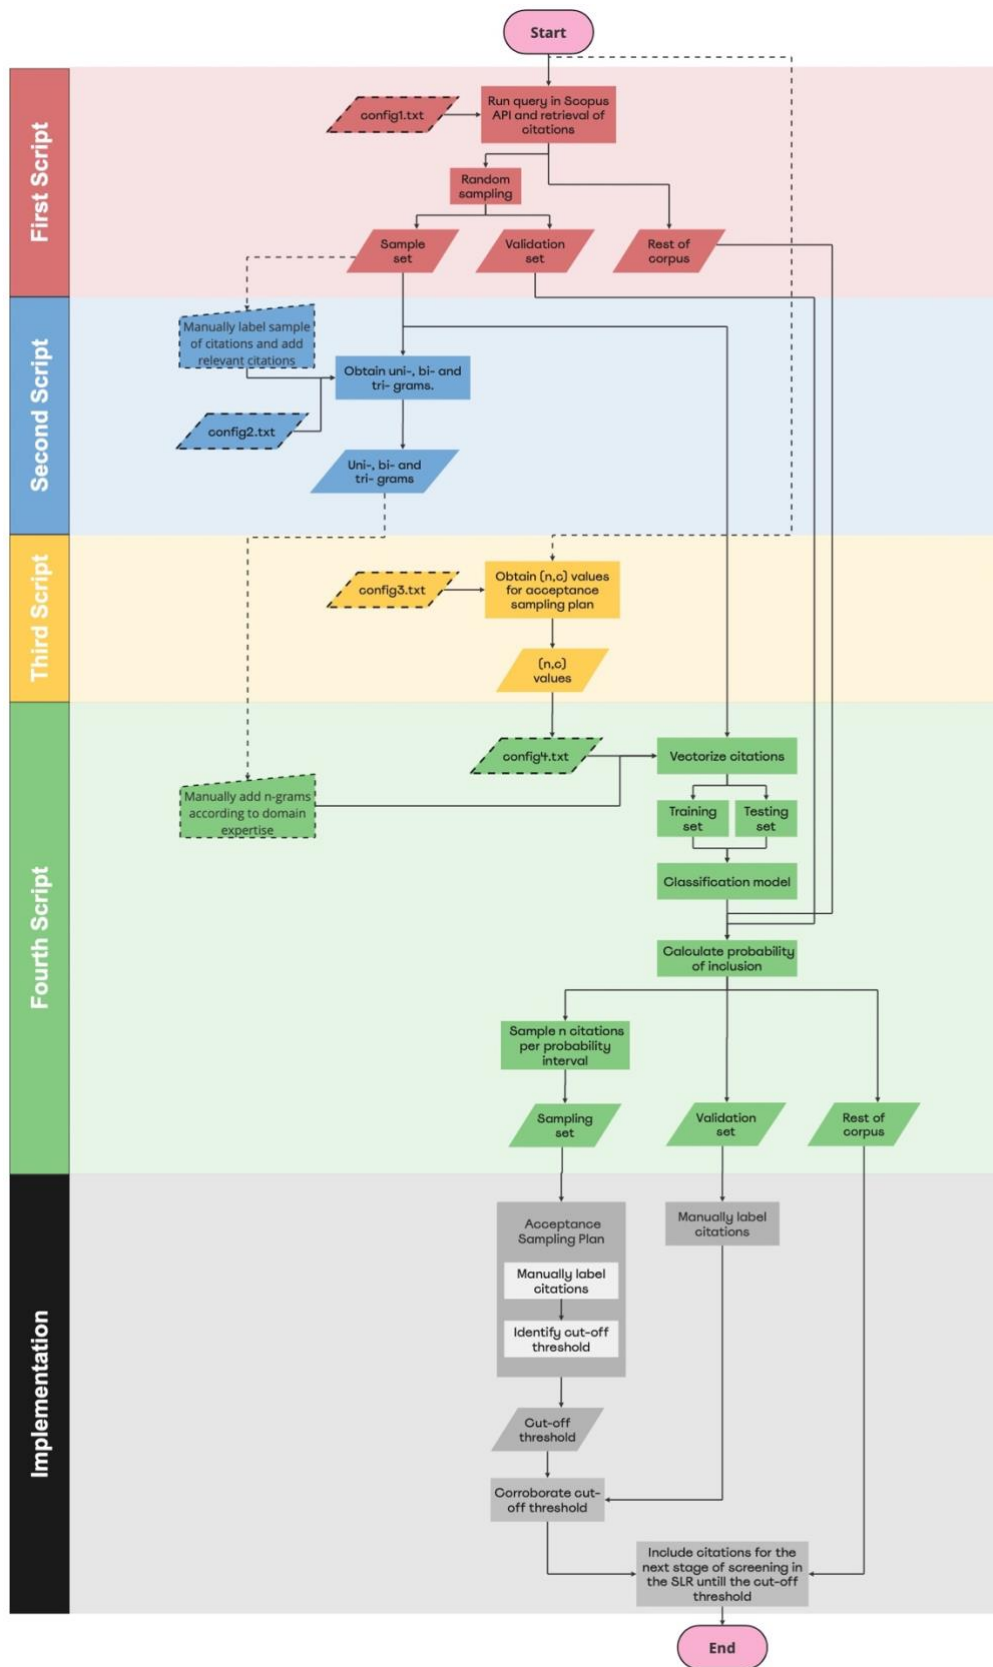 Start
First Script
config1.txt
Run query in Scopus
API and retrieval of
citations
Random
sampling
Sample
set
Validation
set
Rest of
corpus
Second Script
Manually label sample
of citations and add
relevant citations
Obtain uni-, bi- and
tri- grams.
config2.txt
Uni-, bi- and
tri- grams
Third Script
config3.txt
Obtain (n,c) values
for acceptance
sampling plan
(n,c)
values
Fourth Script
config4.txt
Vectorize citations
Manually add n-grams
according to domain
expertise
Training
set
Testing
set
Classification model
Calculate probability
of inclusion
Sample n citations
per probability
interval
Sampling
set
Validation
set
Rest of
corpus
Implementation
Acceptance
Sampling Plan
Manually label
citations
Identify cut-off
threshold
Manually label
citations
Cut-off
threshold
Corroborate cut-
off threshold
Include citations for the
next stage of screening in
the SLR untill the cut-off
threshold
End